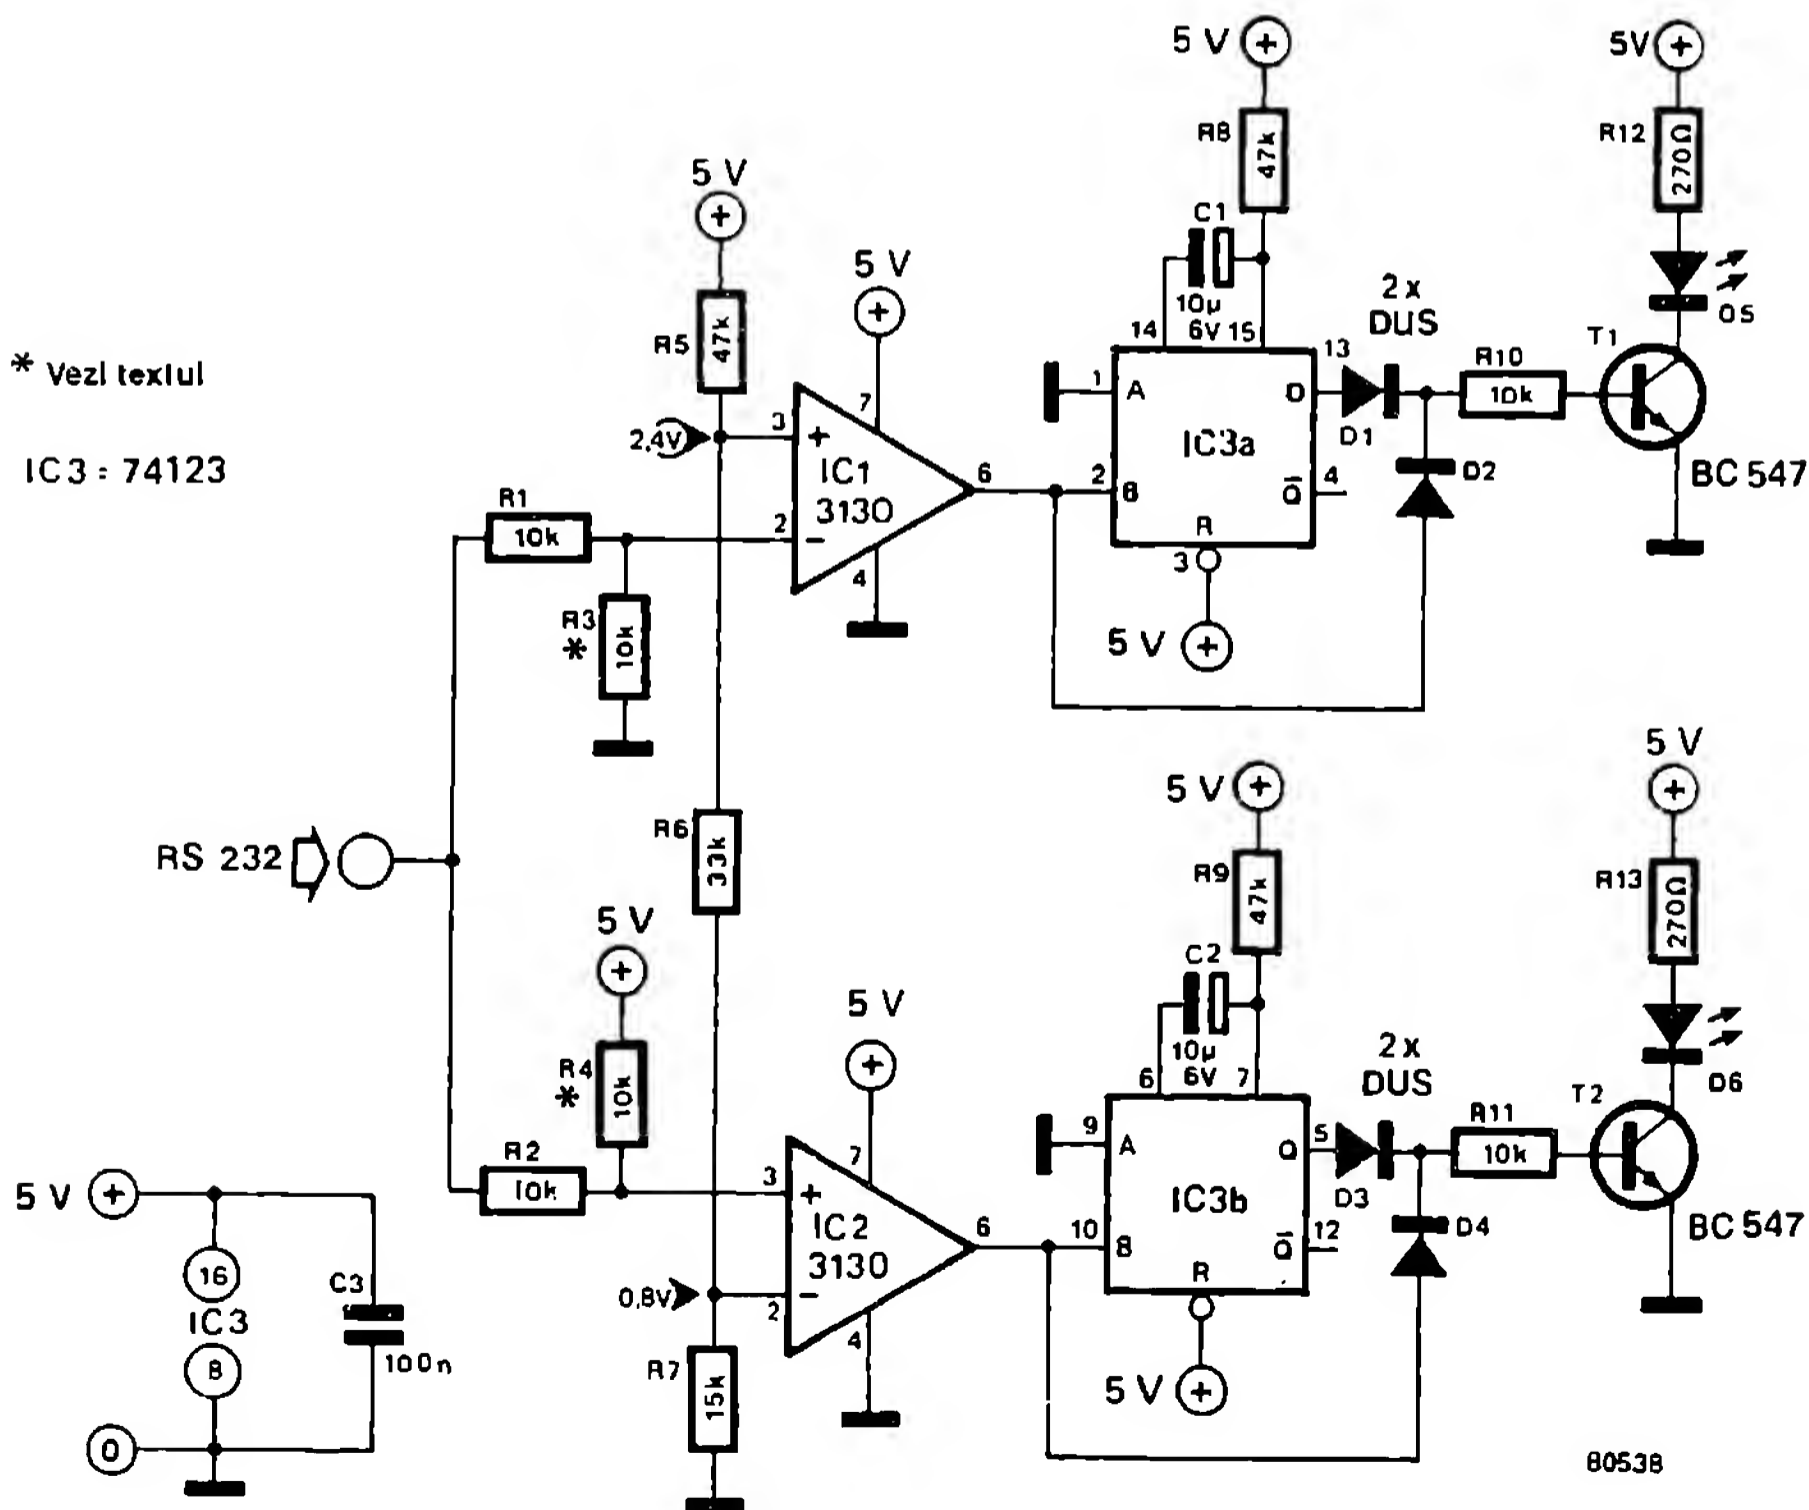 5 V
5V
R8
47k
R12
270Ω
5 V
C1
10µ
6V
14
15
2x
DUS
D5
T1
5 V
R5
47k
* Vezi textul
IC3 = 74123
2,4V
3
7
+
IC1
3130
2
-
4
6
1
A
IC3a
2
B
R
3
13
Q
4
D1
D2
R10
10k
BC 547
R1
10k
R3
*
10k
5 V
RS 232
R6
33k
5 V
R9
47k
5 V
R13
270Ω
C2
10µ
6V
6
7
2x
DUS
D6
T2
5 V
R4
*
10k
5 V
R2
10k
3
7
+
IC2
3130
0,8V
2
-
4
6
9
A
IC3b
10
B
R
Q
5
Q̅
12
D3
D4
R11
10k
BC 547
5 V
5 V
16
IC3
8
C3
100n
0
R7
15k
80538